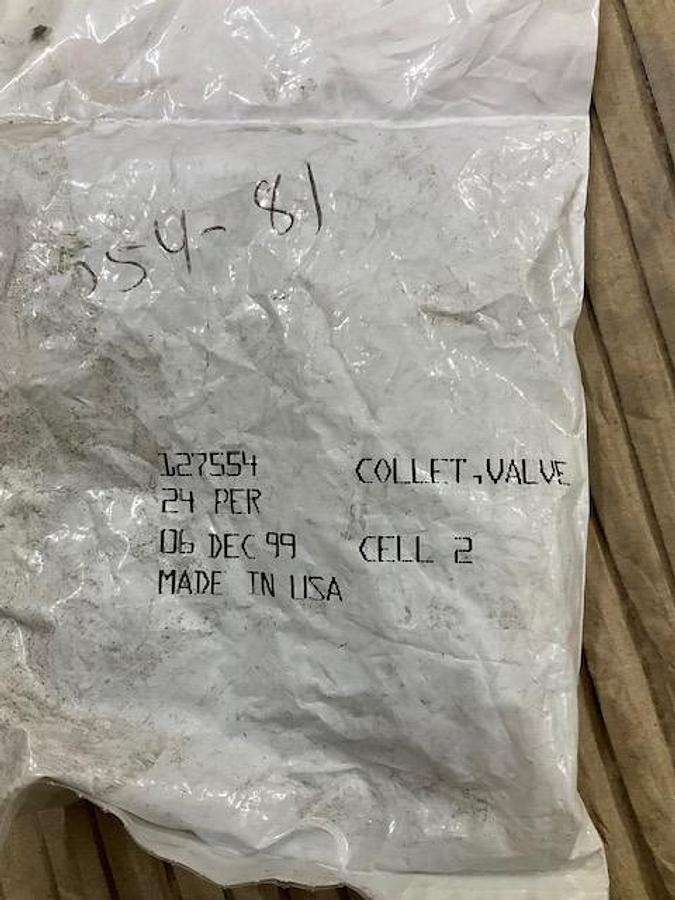 554-81
127554 COLLET,VALVE
24 PER
06 DEC 99 CELL 2
MADE IN USA